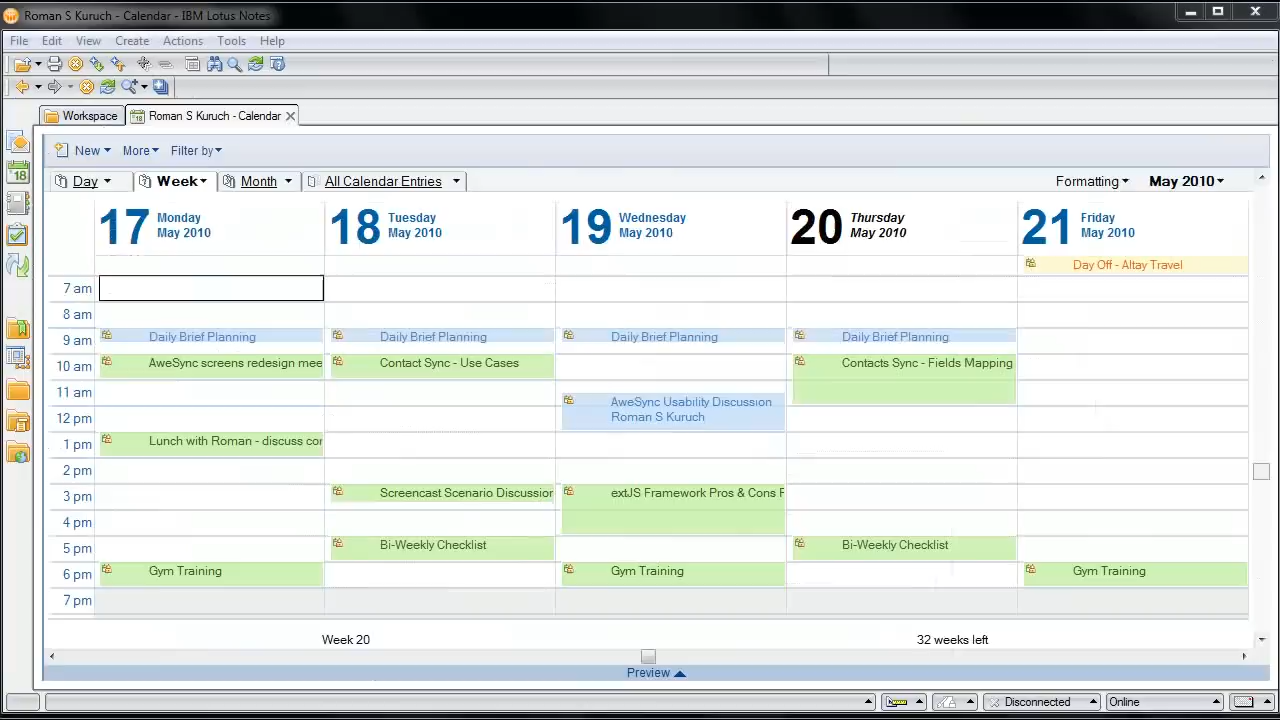 Roman S Kuruch - Calendar - IBM Lotus Notes
File Edit View Create Actions Tools Help
Workspace Roman S Kuruch - Calendar
18
New More Filter by
Day Week Month All Calendar Entries Formatting May 2010
17 Monday May 2010
18 Tuesday May 2010
19 Wednesday May 2010
20 Thursday May 2010
21 Friday May 2010
Day Off - Altay Travel
7 am
8 am
9 am Daily Brief Planning Daily Brief Planning Daily Brief Planning Daily Brief Planning
10 am AweSync screens redesign mee Contact Sync - Use Cases Contacts Sync - Fields Mapping
11 am
AweSync Usability Discussion
12 pm Roman S Kuruch
1 pm Lunch with Roman - discuss cor
2 pm
3 pm Screencast Scenario Discussion extJS Framework Pros & Cons F
4 pm
5 pm Bi-Weekly Checklist Bi-Weekly Checklist
6 pm Gym Training Gym Training Gym Training
7 pm
Week 20 32 weeks left
Preview
Disconnected Online